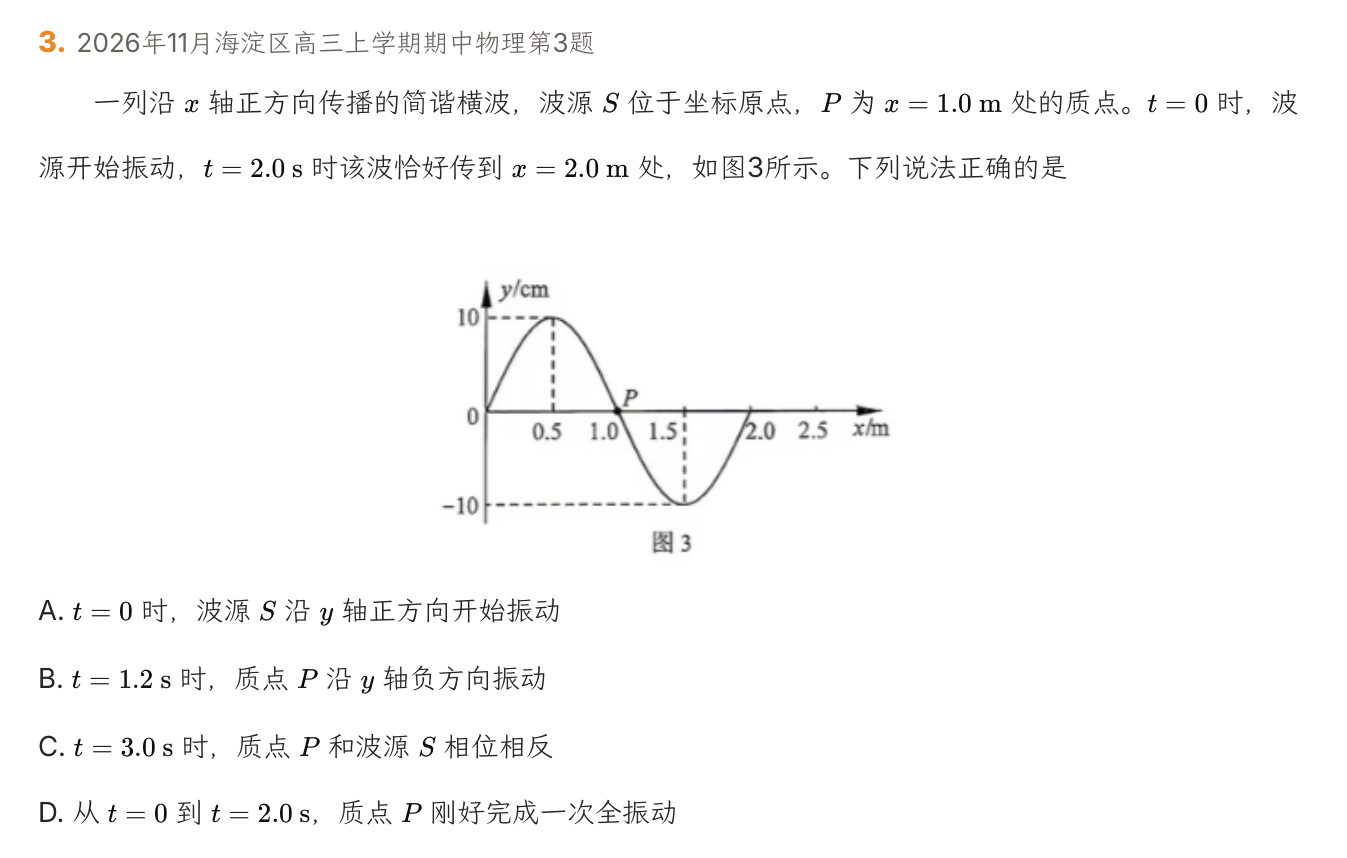 3. 2026年11月海淀区高三上学期期中物理第3题
一列沿 x 轴正方向传播的简谐横波，波源 S 位于坐标原点，P 为 x = 1.0 m 处的质点。t = 0 时，波
源开始振动，t = 2.0 s 时该波恰好传到 x = 2.0 m 处，如图3所示。下列说法正确的是
y/cm
10
P
0
0.5 1.0 1.5 2.0 2.5 x/m
−10
图 3
A. t = 0 时，波源 S 沿 y 轴正方向开始振动
B. t = 1.2 s 时，质点 P 沿 y 轴负方向振动
C. t = 3.0 s 时，质点 P 和波源 S 相位相反
D. 从 t = 0 到 t = 2.0 s，质点 P 刚好完成一次全振动